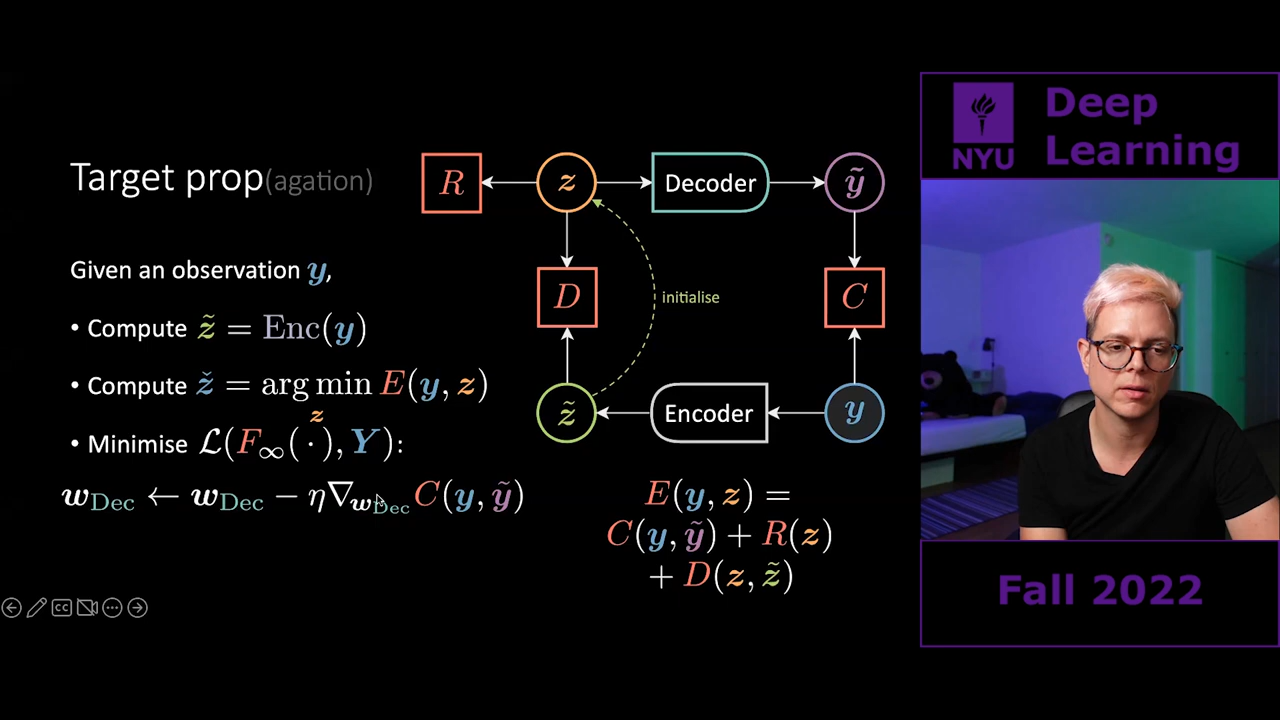 Target prop(agation)
Given an observation y,
• Compute z̃ = Enc(y)
• Compute ž = arg min E(y, z)
z
• Minimise ℒ(F∞(·), Y):
w_Dec ← w_Dec − η∇_{w_Dec} C(y, ỹ)
R
z
Decoder
ỹ
D
initialise
C
z̃
Encoder
y
E(y, z) =
C(y, ỹ) + R(z)
+ D(z, z̃)
cc
NYU
Deep
Learning
Fall 2022